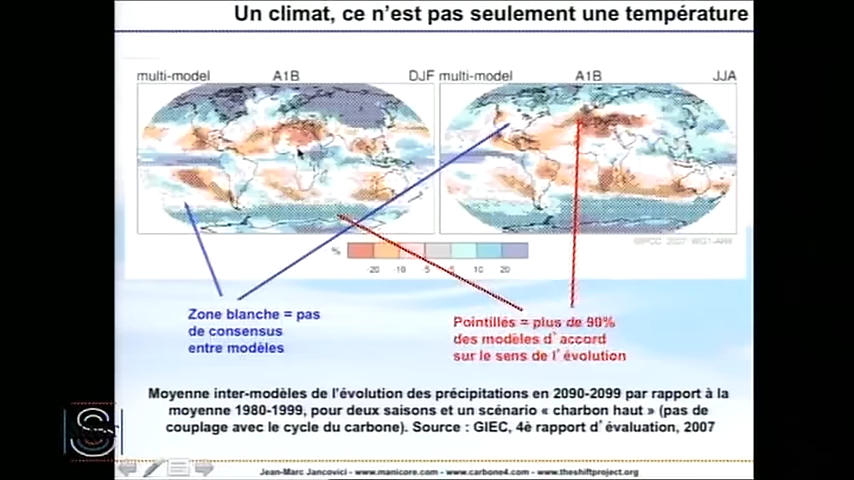 Un climat, ce n'est pas seulement une température
multi-model A1B DJF multi-model A1B JJA
©IPCC 2007: WG1-AR4
%
-20 -10 -5 5 10 20
Zone blanche = pas
de consensus
entre modèles
Pointillés = plus de 90%
des modèles d'accord
sur le sens de l'évolution
Moyenne inter-modèles de l'évolution des précipitations en 2090-2099 par rapport à la
moyenne 1980-1999, pour deux saisons et un scénario « charbon haut » (pas de
couplage avec le cycle du carbone). Source : GIEC, 4è rapport d'évaluation, 2007
Jean-Marc Jancovici - www.manicore.com - www.carbone4.com - www.theshiftproject.org